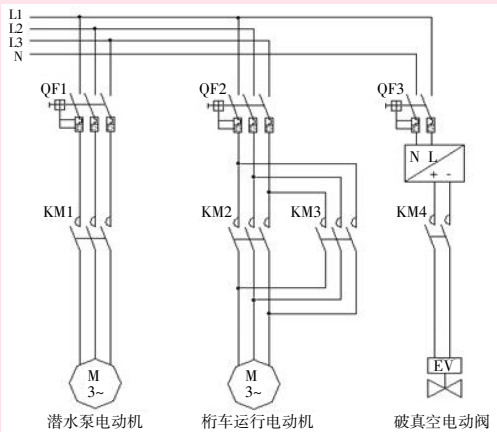 L1
L2
L3
N
QF1
QF2
QF3
N L
+ -
KM1
KM2
KM3
KM4
M
3~
M
3~
EV
潜水泵电动机
桁车运行电动机
破真空电动阀